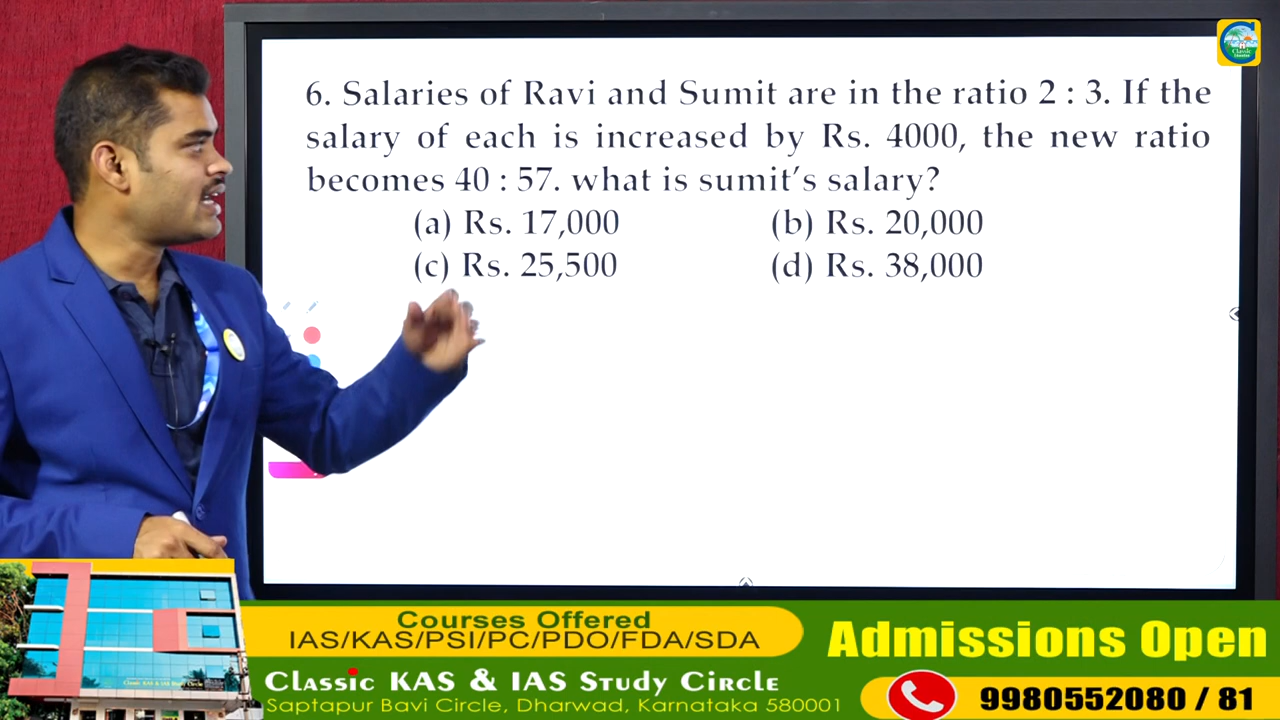 6. Salaries of Ravi and Sumit are in the ratio 2 : 3. If the
salary of each is increased by Rs. 4000, the new ratio
becomes 40 : 57. what is sumit’s salary?
(a) Rs. 17,000 (b) Rs. 20,000
(c) Rs. 25,500 (d) Rs. 38,000
Courses Offered
IAS/KAS/PSI/PC/PDO/FDA/SDA
Classic KAS & IAS Study Circle
Saptapur Bavi Circle, Dharwad, Karnataka 580001
Admissions Open
9980552080 / 81